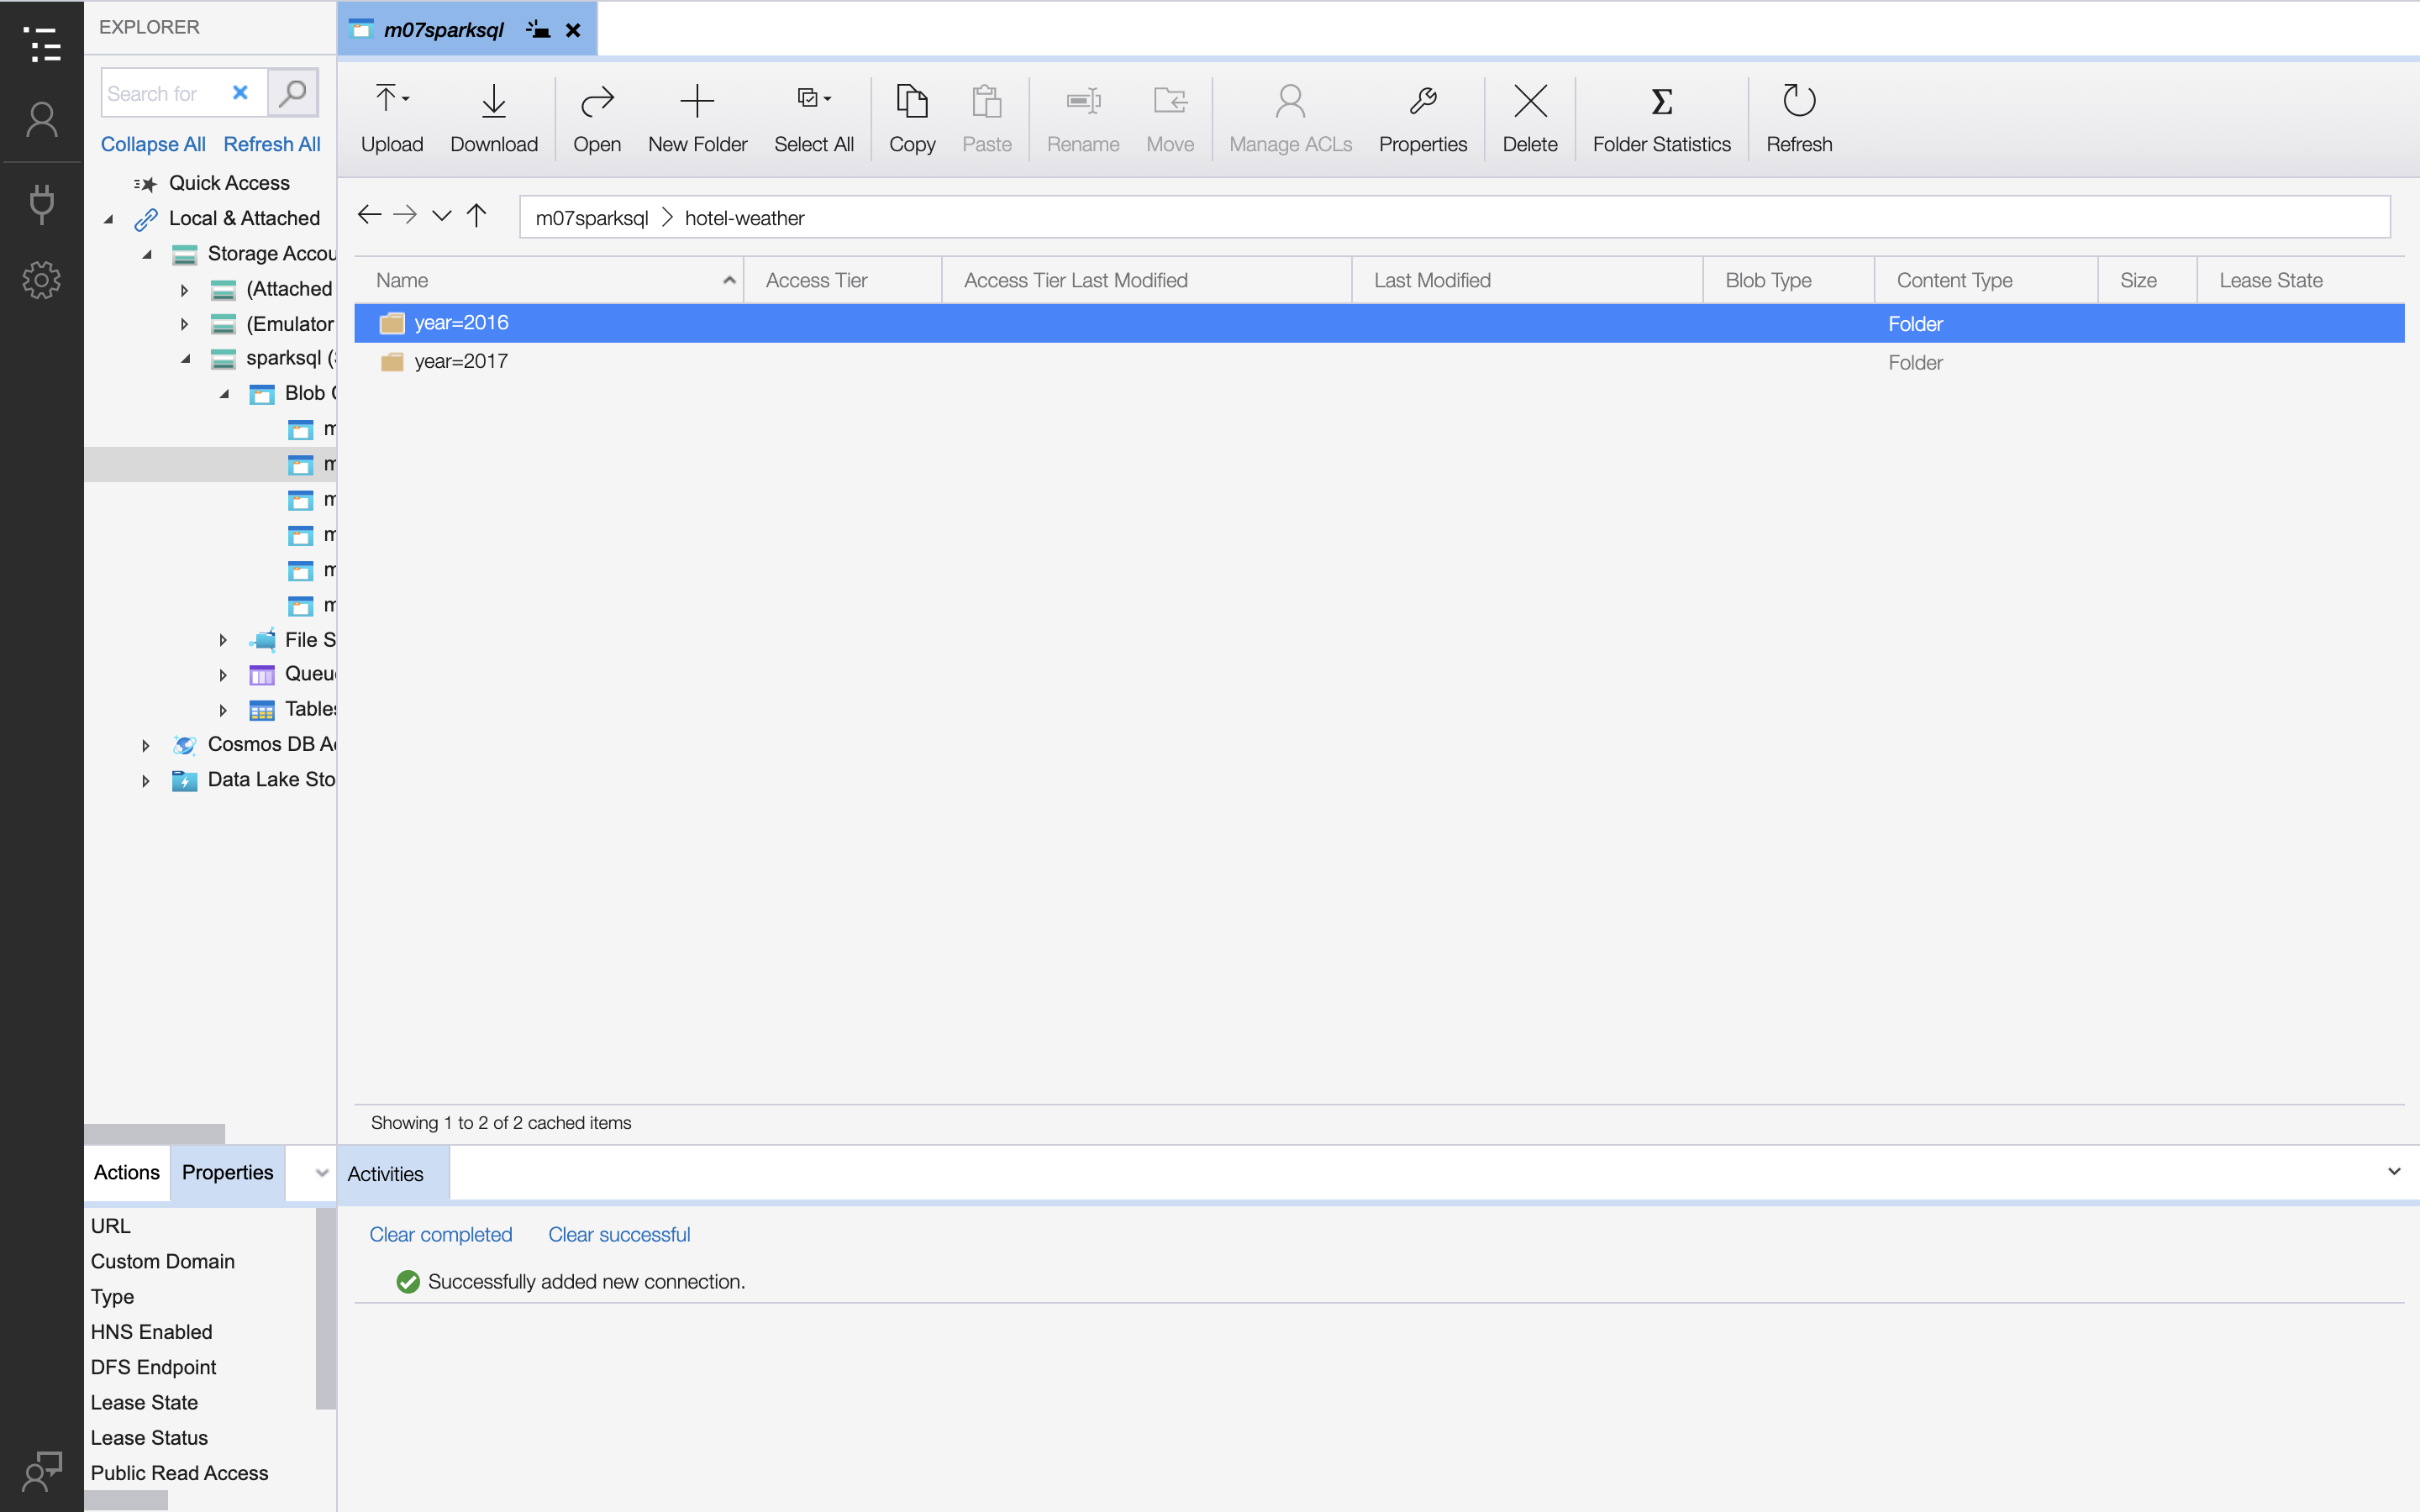 EXPLORER
Search for
Collapse All Refresh All
Quick Access
Local & Attached
Storage Accou
(Attached
(Emulator
sparksql (
Blob
m
m
m
m
m
m
File S
Queu
Tables
Cosmos DB A
Data Lake Sto
Actions Properties
URL
Custom Domain
Type
HNS Enabled
DFS Endpoint
Lease State
Lease Status
Public Read Access
m07sparksql
Upload Download Open New Folder Select All Copy Paste Rename Move Manage ACLs Properties Delete Folder Statistics Refresh
m07sparksql > hotel-weather
Name Access Tier Access Tier Last Modified Last Modified Blob Type Content Type Size Lease State
year=2016 Folder
year=2017 Folder
Showing 1 to 2 of 2 cached items
Activities
Clear completed Clear successful
Successfully added new connection.